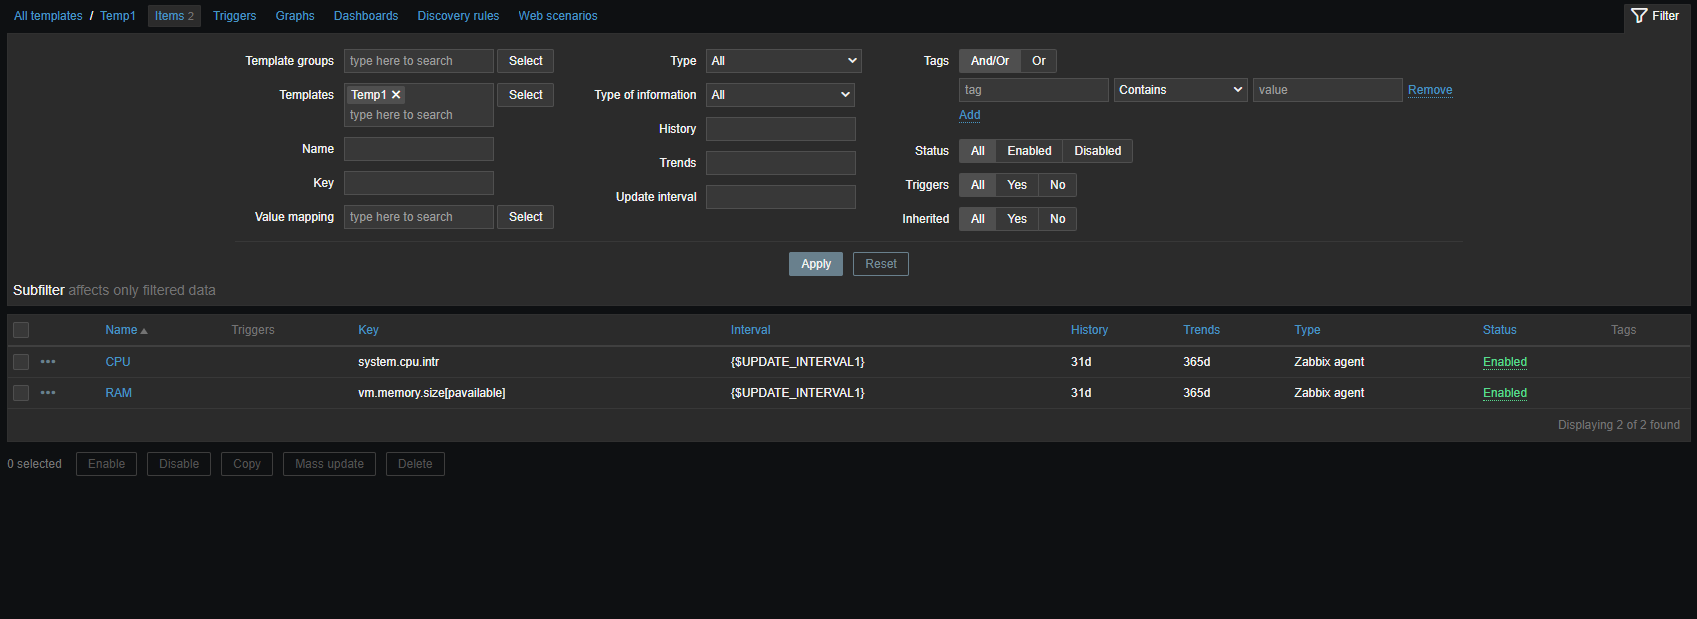 All templates / Temp1 Items 2 Triggers Graphs Dashboards Discovery rules Web scenarios Filter
Template groups type here to search Select Type All Tags And/Or Or
tag Contains value Remove
Templates Temp1 Select Type of information All
type here to search Add
History
Name Status All Enabled Disabled
Trends
Key Triggers All Yes No
Update interval
Value mapping type here to search Select Inherited All Yes No
Apply Reset
Subfilter affects only filtered data
Name Triggers Key Interval History Trends Type Status Tags
CPU system.cpu.intr {$UPDATE_INTERVAL1} 31d 365d Zabbix agent Enabled
RAM vm.memory.size[pavailable] {$UPDATE_INTERVAL1} 31d 365d Zabbix agent Enabled
Displaying 2 of 2 found
0 selected Enable Disable Copy Mass update Delete